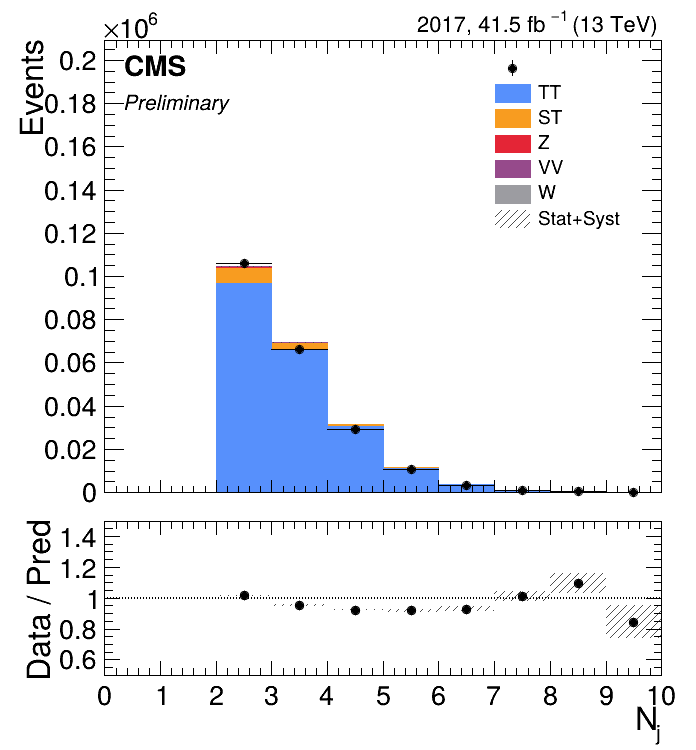 ×10⁶
2017, 41.5 fb⁻¹ (13 TeV)
Events
CMS
Preliminary
TT
ST
Z
VV
W
Stat+Syst
0.2
0.18
0.16
0.14
0.12
0.1
0.08
0.06
0.04
0.02
0
Data / Pred
1.4
1.2
1
0.8
0.6
0 1 2 3 4 5 6 7 8 9 10
N_j